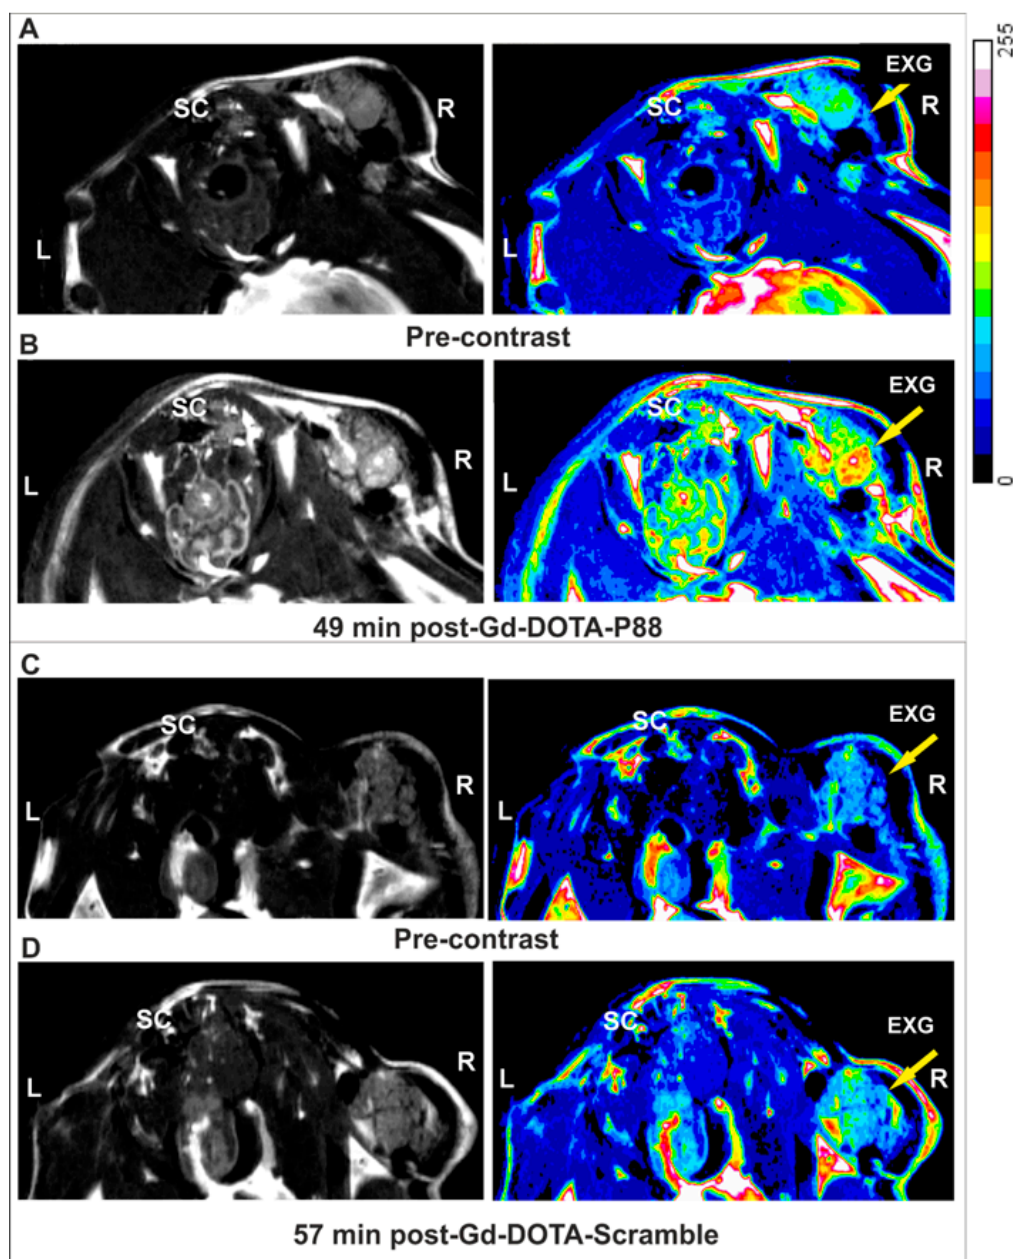 A
SC
R
L
SC
EXG
R
L
255
0
Pre-contrast
B
SC
R
L
SC
EXG
R
L
49 min post-Gd-DOTA-P88
C
SC
R
L
SC
EXG
R
L
Pre-contrast
D
SC
R
L
SC
EXG
R
L
57 min post-Gd-DOTA-Scramble